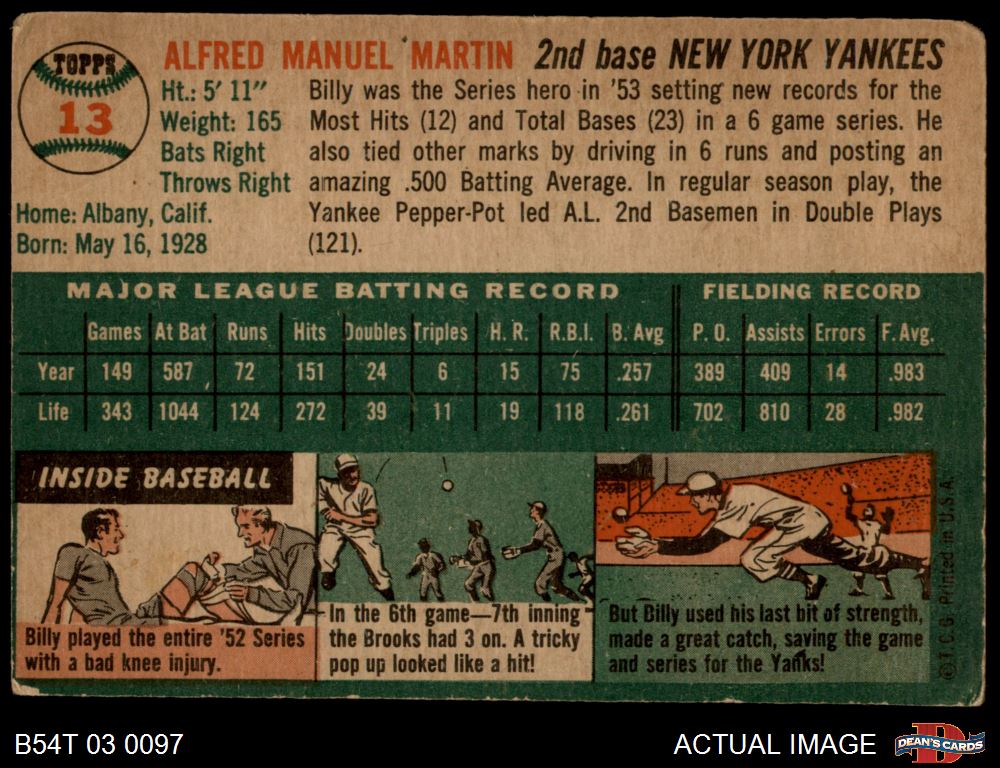 TOPPS
13
ALFRED MANUEL MARTIN 2nd base NEW YORK YANKEES
Ht.: 5' 11"
Weight: 165
Bats Right
Throws Right
Home: Albany, Calif.
Born: May 16, 1928
Billy was the Series hero in '53 setting new records for the
Most Hits (12) and Total Bases (23) in a 6 game series. He
also tied other marks by driving in 6 runs and posting an
amazing .500 Batting Average. In regular season play, the
Yankee Pepper-Pot led A.L. 2nd Basemen in Double Plays
(121).
MAJOR LEAGUE BATTING RECORD FIELDING RECORD
Games At Bat Runs Hits Doubles Triples H. R. R.B.I. B. Avg P. O. Assists Errors F. Avg.
Year 149 587 72 151 24 6 15 75 .257 389 409 14 .983
Life 343 1044 124 272 39 11 19 118 .261 702 810 28 .982
INSIDE BASEBALL
Billy played the entire '52 Series
with a bad knee injury.
In the 6th game—7th inning
the Brooks had 3 on. A tricky
pop up looked like a hit!
But Billy used his last bit of strength,
made a great catch, saving the game
and series for the Yanks!
© T.C.G. Printed in U.S.A.
B54T 03 0097
ACTUAL IMAGE
D
DEAN'S CARDS